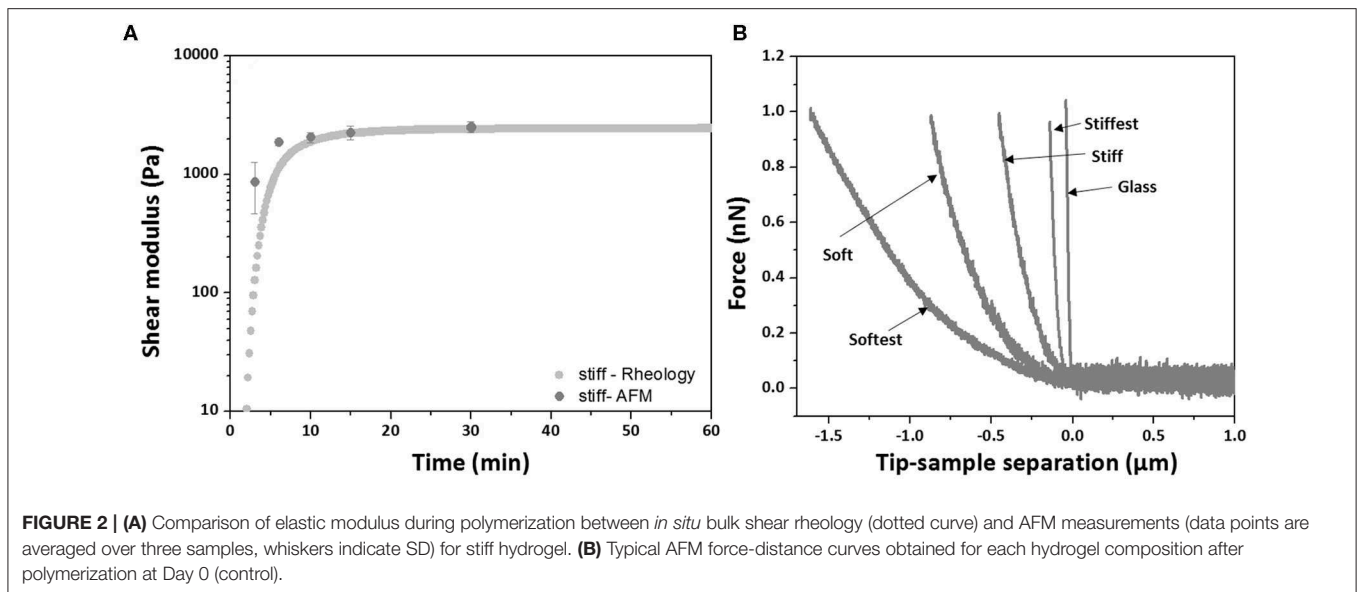 A
10000
1000
100
10
Shear modulus (Pa)
0 10 20 30 40 50 60
Time (min)
stiff - Rheology
stiff- AFM
B
1.2
1.0
0.8
0.6
0.4
0.2
0.0
Force (nN)
-1.5 -1.0 -0.5 0.0 0.5 1.0
Tip-sample separation (µm)
Stiffest
Stiff
Glass
Soft
Softest
FIGURE 2 | (A) Comparison of elastic modulus during polymerization between in situ bulk shear rheology (dotted curve) and AFM measurements (data points are
averaged over three samples, whiskers indicate SD) for stiff hydrogel. (B) Typical AFM force-distance curves obtained for each hydrogel composition after
polymerization at Day 0 (control).